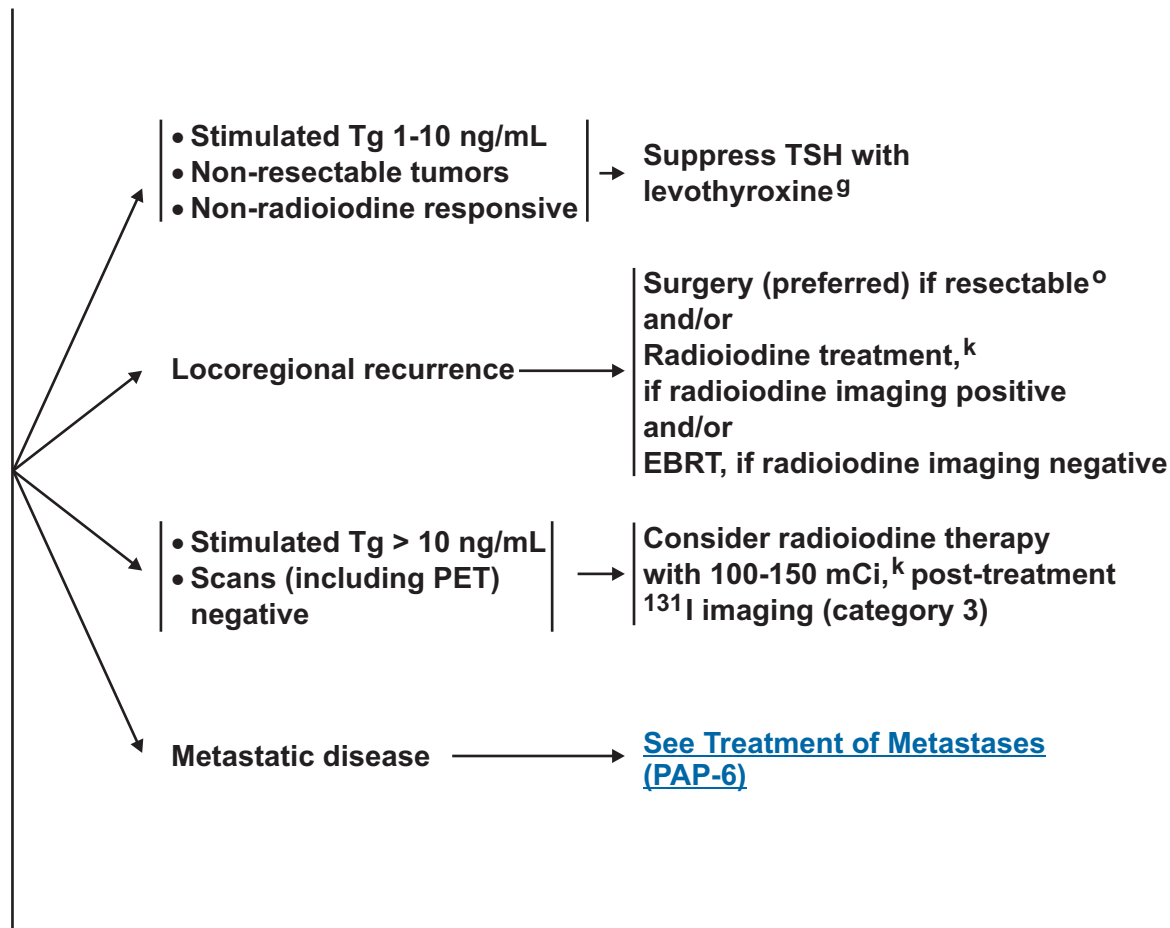 • Stimulated Tg 1-10 ng/mL
• Non-resectable tumors
• Non-radioiodine responsive
Suppress TSH with
levothyroxine g
Locoregional recurrence
Surgery (preferred) if resectable o
and/or
Radioiodine treatment, k
if radioiodine imaging positive
and/or
EBRT, if radioiodine imaging negative
• Stimulated Tg > 10 ng/mL
• Scans (including PET)
negative
Consider radioiodine therapy
with 100-150 mCi, k post-treatment
131 I imaging (category 3)
Metastatic disease
See Treatment of Metastases
(PAP-6)